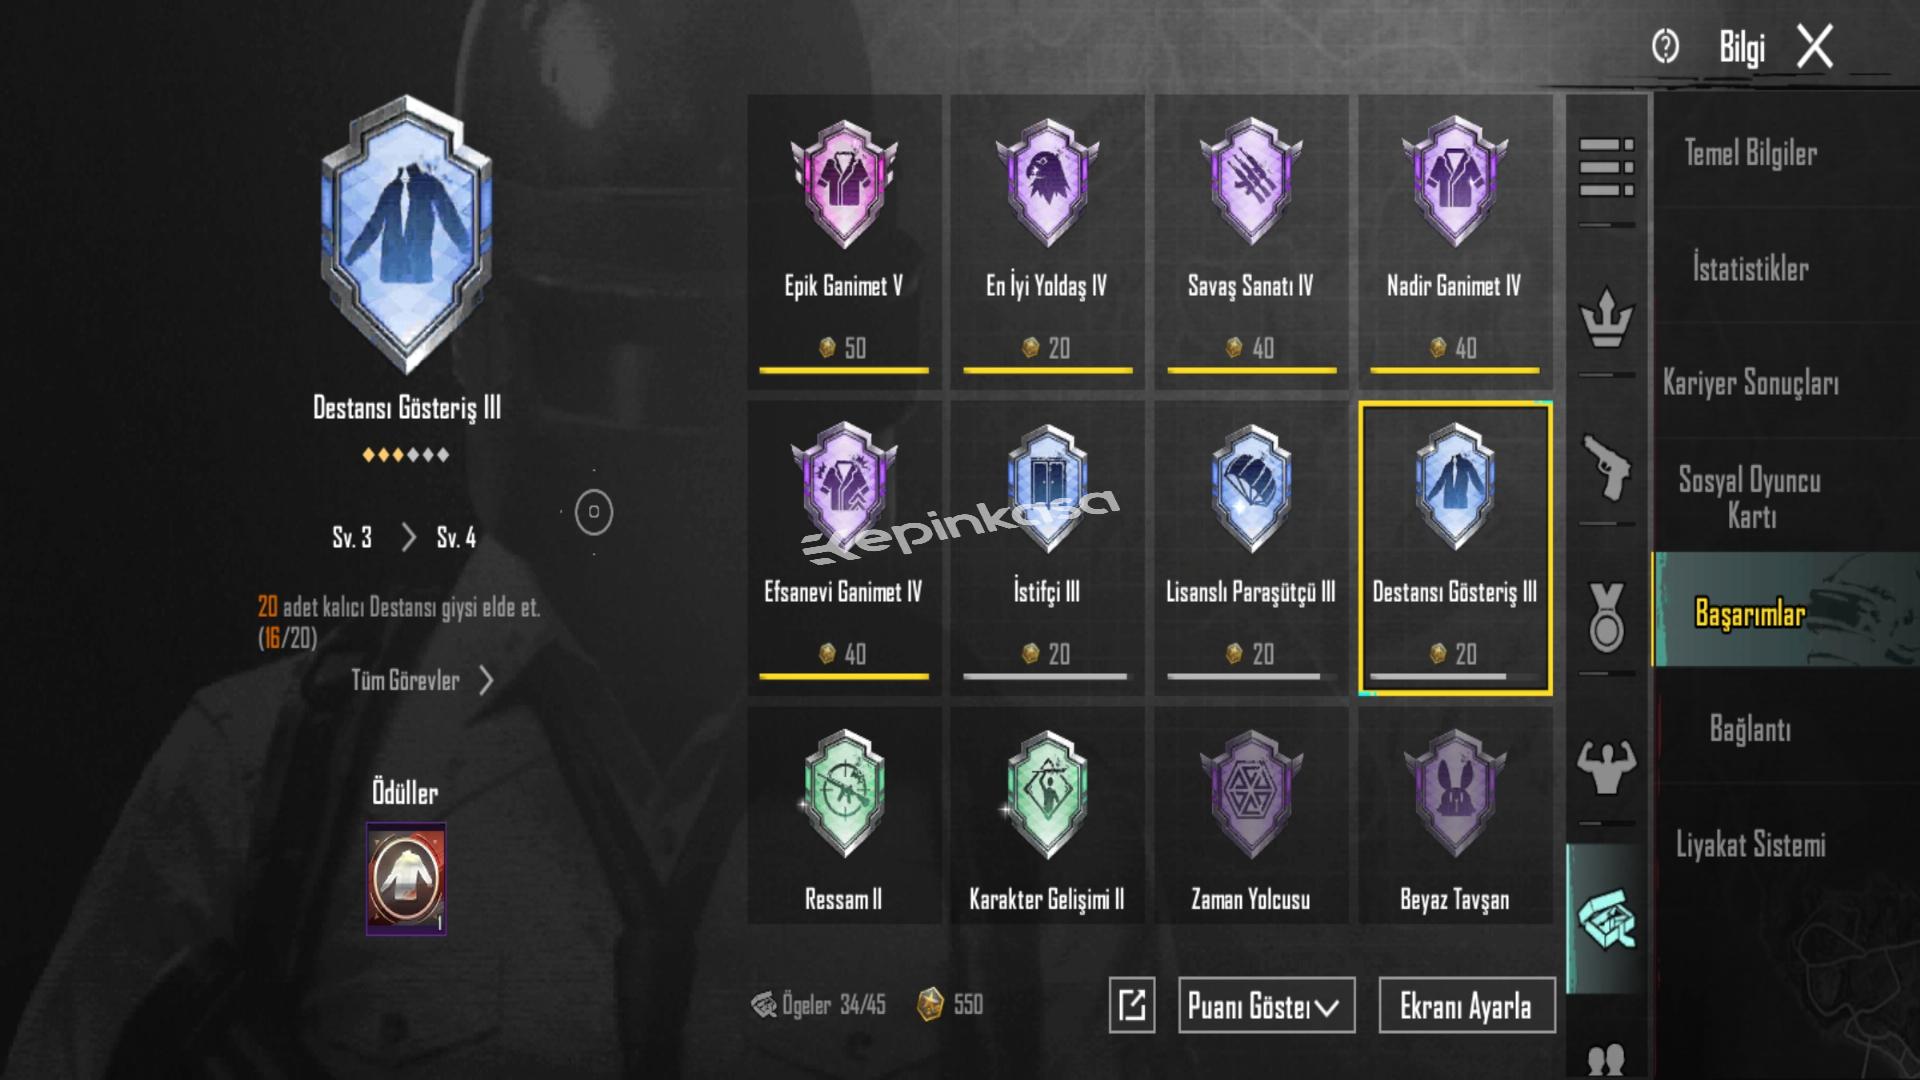 Bilgi
Destansı Gösteriş III
Sv. 3 > Sv. 4
20 adet kalıcı Destansı giysi elde et.
(16/20)
Tüm Görevler
Ödüller
1
Epik Ganimet V
En İyi Yoldaş IV
Savaş Sanatı IV
Nadir Ganimet IV
50
20
40
40
Efsanevi Ganimet IV
İstifçi III
Lisanslı Paraşütçü III
Destansı Gösteriş III
40
20
20
20
epinkasa
Ressam II
Karakter Gelişimi II
Zaman Yolcusu
Beyaz Tavşan
Ögeler 34/45
550
Puanı Göster
Ekranı Ayarla
Temel Bilgiler
İstatistikler
Kariyer Sonuçları
Sosyal Oyuncu
Kartı
Başarımlar
Bağlantı
Liyakat Sistemi